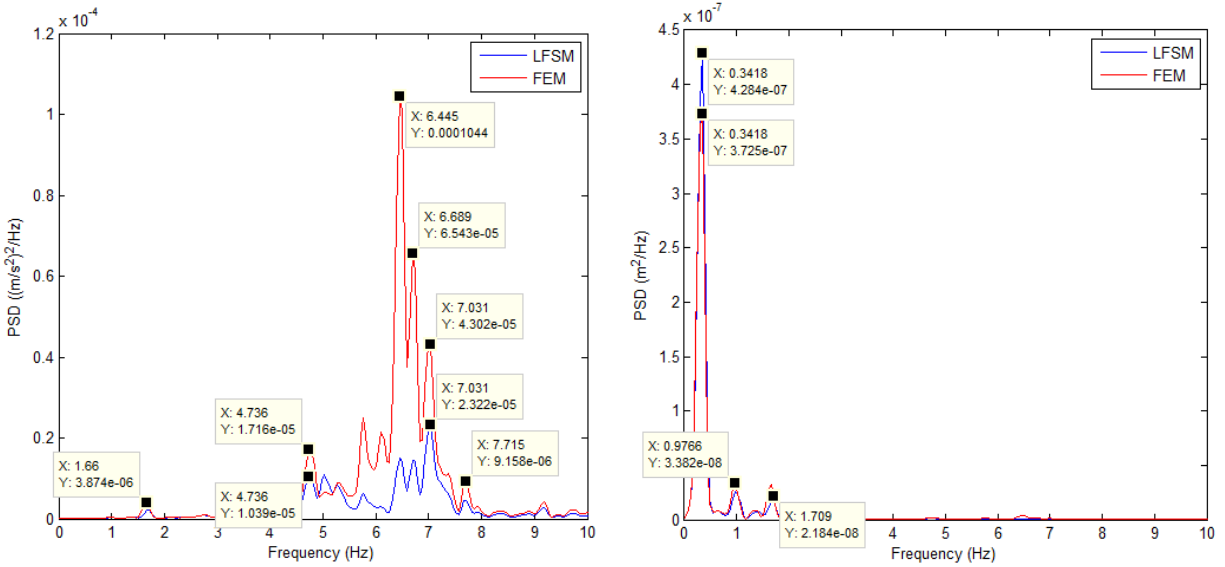 x 10^-4
1.2
1
0.8
0.6
0.4
0.2
0
PSD ((m/s^2)^2/Hz)
0 1 2 3 4 5 6 7 8 9 10
Frequency (Hz)
LFSM
FEM
X: 6.445
Y: 0.0001044
X: 6.689
Y: 6.543e-05
X: 7.031
Y: 4.302e-05
X: 7.031
Y: 2.322e-05
X: 4.736
Y: 1.716e-05
X: 7.715
Y: 9.158e-06
X: 1.66
Y: 3.874e-06
X: 4.736
Y: 1.039e-05
x 10^-7
4.5
4
3.5
3
2.5
2
1.5
1
0.5
0
PSD (m^2/Hz)
0 1 2 3 4 5 6 7 8 9 10
Frequency (Hz)
LFSM
FEM
X: 0.3418
Y: 4.284e-07
X: 0.3418
Y: 3.725e-07
X: 0.9766
Y: 3.382e-08
X: 1.709
Y: 2.184e-08